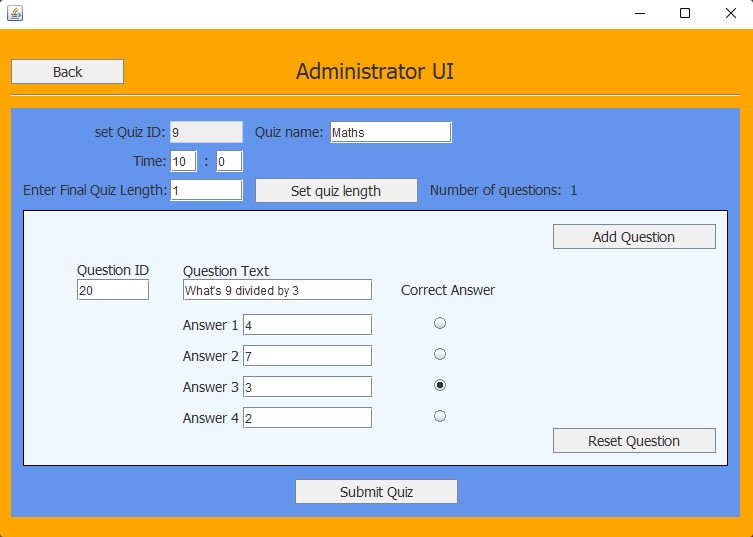 Back
Administrator UI
set Quiz ID: 9 Quiz name: Maths
Time: 10 : 0
Enter Final Quiz Length: 1 Set quiz length Number of questions: 1
Add Question
Question ID Question Text
20 What's 9 divided by 3 Correct Answer
Answer 1 4
Answer 2 7
Answer 3 3
Answer 4 2
Reset Question
Submit Quiz